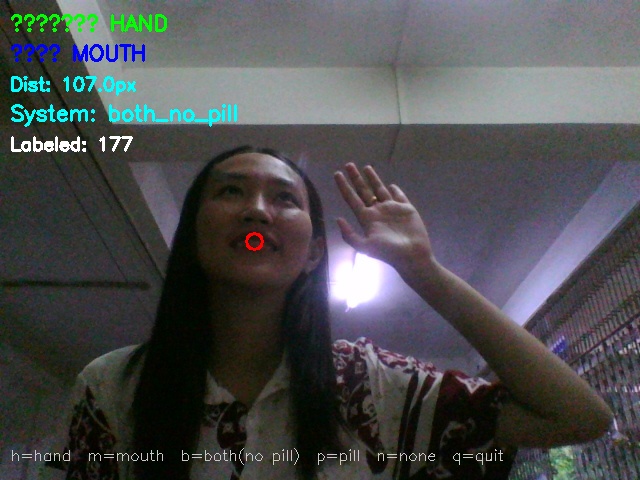 ??????? HAND
???? MOUTH
Dist: 107.0px
System: both_no_pill
Labeled: 177
h=hand m=mouth b=both(no pill) p=pill n=none q=quit